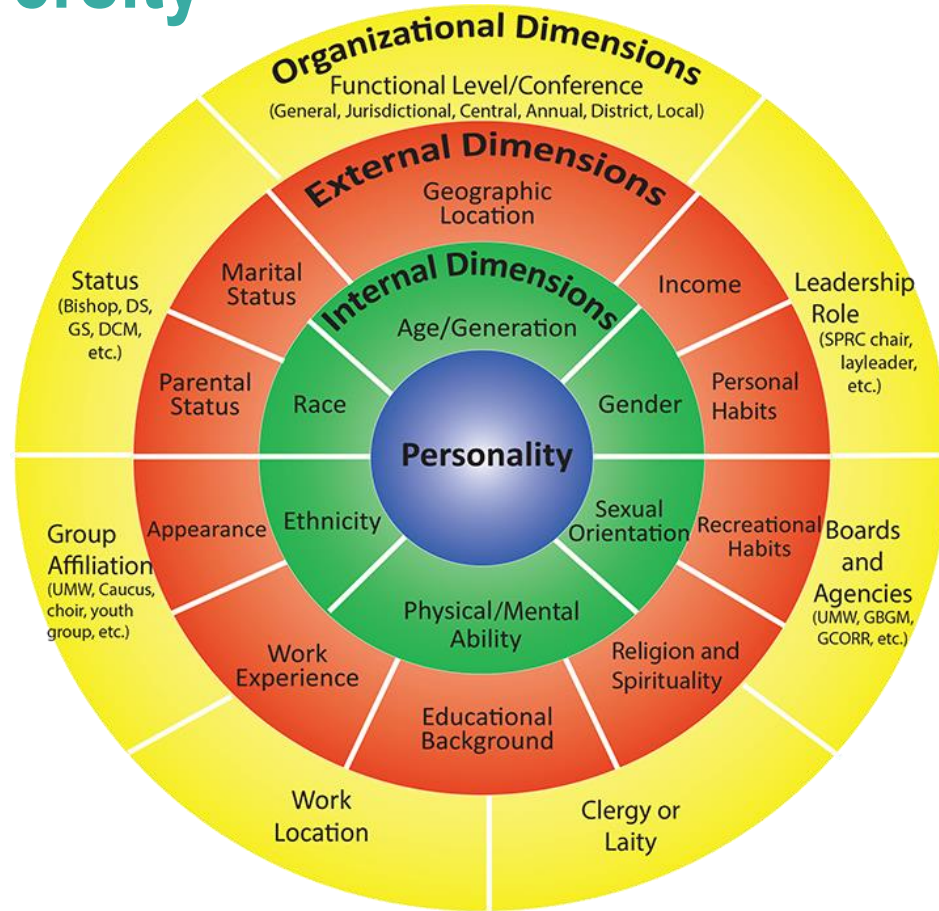 Organizational Dimensions
Functional Level/Conference
(General, Jurisdictional, Central, Annual, District, Local)
External Dimensions
Geographic
Location
Internal Dimensions
Age/Generation
Marital
Status
Income
Status
(Bishop, DS,
GS, DCM,
etc.)
Leadership
Role
(SPRC chair,
layleader,
etc.)
Parental
Status
Race
Gender
Personal
Habits
Personality
Group
Affiliation
(UMW, Caucus,
choir, youth
group, etc.)
Appearance
Ethnicity
Sexual
Orientation
Recreational
Habits
Boards
and
Agencies
(UMW, GBGM,
GCORR, etc.)
Physical/Mental
Ability
Work
Experience
Religion and
Spirituality
Educational
Background
Work
Location
Clergy or
Laity